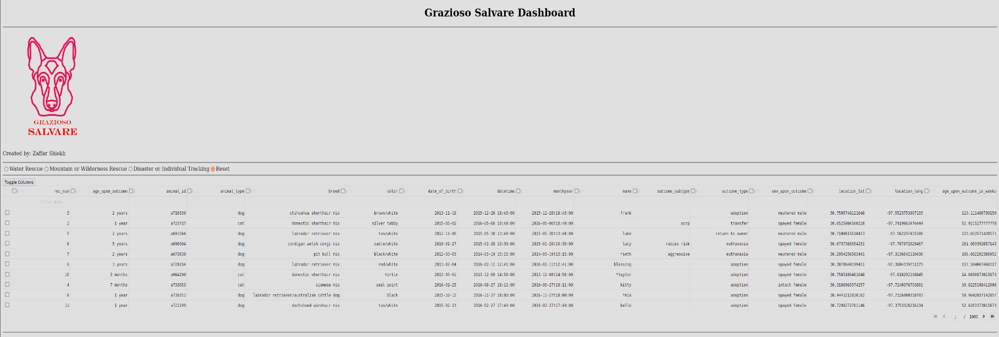 Grazioso Salvare Dashboard
GRAZIOSO
SALVARE
Created by: Zaffar Shiekh
Water Rescue Mountain or Wilderness Rescue Disaster or Individual Tracking Reset
Toggle Columns
rec_num age_upon_outcome animal_id animal_type breed color date_of_birth datetime monthyear name outcome_subtype outcome_type sex_upon_outcome location_lat location_long age_upon_outcome_in_weeks
filter data...
3 2 years a716330 dog chihuahua shorthair mix brown/white 2013-11-18 2015-12-28 18:43:00 2015-12-28t18:43:00 frank adoption neutered male 30.7595748121648 -97.5523753807133 110.111408730159
2 1 year a725717 cat domestic shorthair mix silver tabby 2015-05-02 2016-05-06 10:49:00 2016-05-06t10:49:00 scrp transfer spayed female 30.6525984560228 -97.7419963476444 52.9215277777778
5 2 years a691584 dog labrador retriever mix tan/white 2012-11-06 2015-05-30 13:48:00 2015-05-30t13:48:00 luke return to owner neutered male 30.7104815618433 -97.562297435286 133.653571428571
6 5 years a696004 dog cardigan welsh corgi mix sable/white 2010-01-27 2015-01-28 10:39:00 2015-01-28t10:39:00 lucy rabies risk euthanasia spayed female 30.6737365854231 -97.707971529467 261.063392857143
7 2 years a673830 dog pit bull mix black/white 2012-03-03 2014-03-19 15:15:00 2014-03-19t15:15:00 *seth aggressive euthanasia neutered male 30.2954256583441 -97.3136642110436 106.662202380952
9 3 years a720214 dog labrador retriever mix red/white 2013-02-04 2016-02-11 12:41:00 2016-02-11t12:41:00 blessing adoption spayed female 30.3870648199411 -97.3684339731375 157.504067460317
10 3 months a664290 cat domestic shorthair mix tortie 2013-09-01 2013-12-08 14:58:00 2013-12-08t14:58:00 *taylor adoption spayed female 30.7583105481048 -97.618292198845 14.0890873015873
4 7 months a733653 cat siamese mix seal point 2016-01-25 2016-08-27 18:11:00 2016-08-27t18:11:00 kitty adoption intact female 30.3188063374257 -97.7240376703891 30.8225198412698
8 1 year a736551 dog labrador retriever/australian cattle dog black 2015-10-12 2016-11-27 18:00:00 2016-11-27t18:00:00 *mia adoption spayed female 30.4443212820182 -97.7326980338793 58.9642857142857
11 1 year a721199 dog dachshund wirehair mix tan/white 2015-02-23 2016-02-27 17:49:00 2016-02-27t17:49:00 belle adoption spayed female 30.7290272761146 -97.3753328216134 52.8203373015873
« ‹ 1 / 1000 › »